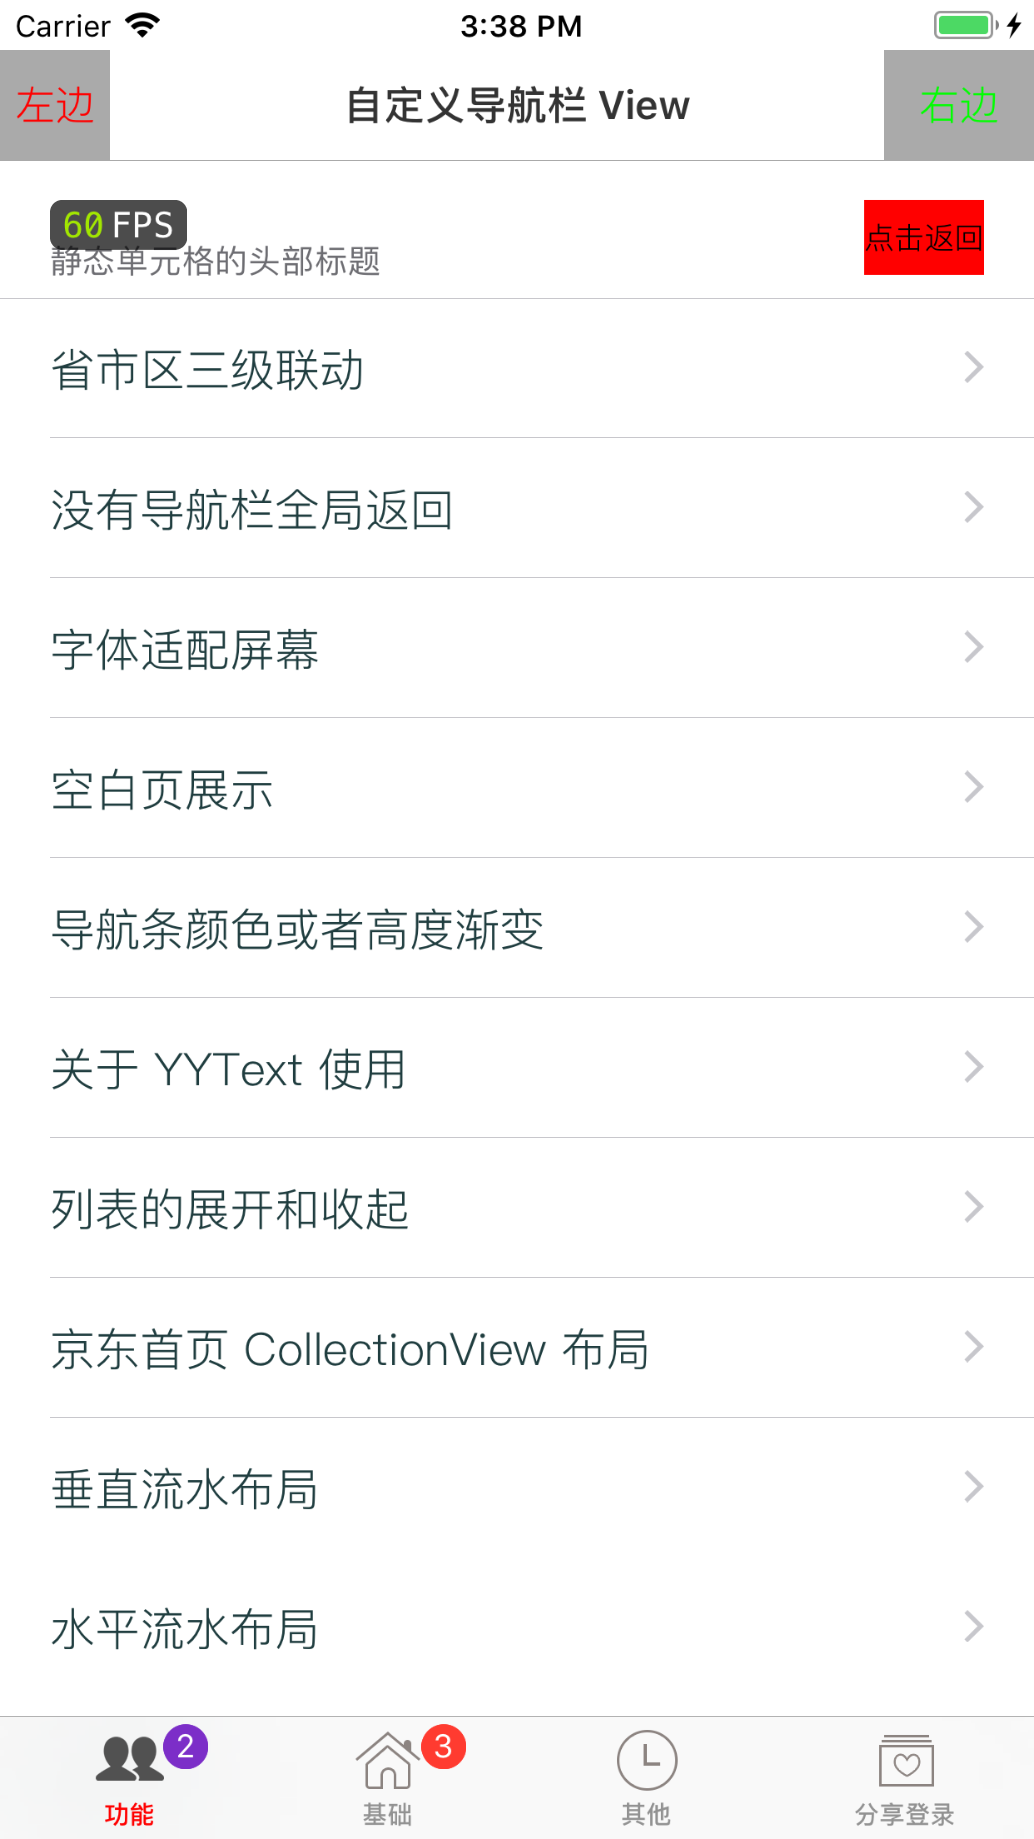 Carrier 3:38 PM
左边 自定义导航栏 View 右边
60 FPS
静态单元格的头部标题 点击返回
省市区三级联动
没有导航栏全局返回
字体适配屏幕
空白页展示
导航条颜色或者高度渐变
关于 YYText 使用
列表的展开和收起
京东首页 CollectionView 布局
垂直流水布局
水平流水布局
2 3
功能 基础 其他 分享登录